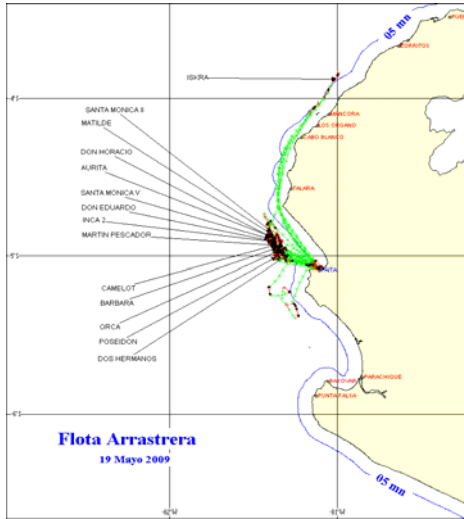 05 mn
ZORRITOS
ISKRA
4°S
MANCORA
LOS ORGANO
CABO BLANCO
SANTA MONICA II
MATILDE
DON HORACIO
AURITA
TALARA
SANTA MONICA V
DON EDUARDO
INCA 2
MARTIN PESCADOR
5°S
PAITA
CAMELOT
BARBARA
ORCA
POSEIDON
DOS HERMANOS
PARACHIQUE
BAYOVAR
PUNTA FALSA
6°S
Flota Arrastrera
19 Mayo 2009
05 mn
82°W
81°W